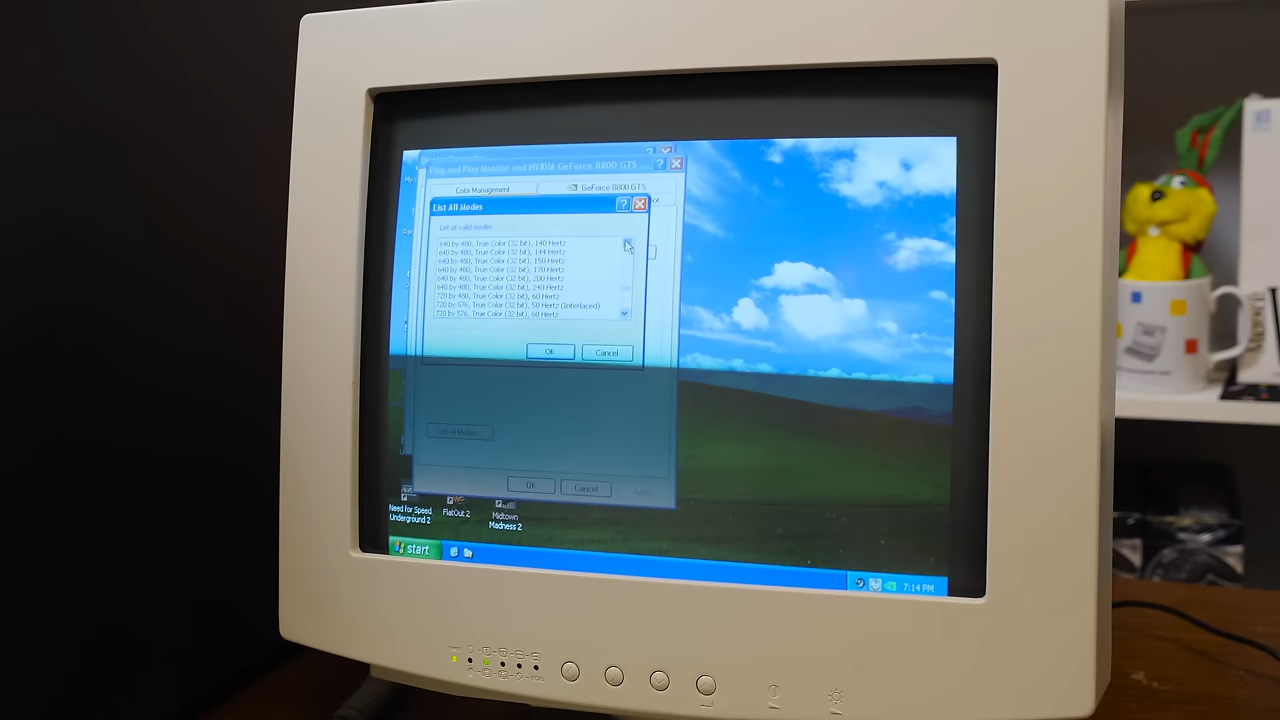 Plug and Play Monitor and NVIDIA GeForce 8800 GTS ...
Color Management
GeForce 8800 GTS
List All Modes
List of valid modes
640 by 480, True Color (32 bit), 140 Hertz
640 by 480, True Color (32 bit), 144 Hertz
640 by 480, True Color (32 bit), 150 Hertz
640 by 480, True Color (32 bit), 170 Hertz
640 by 480, True Color (32 bit), 200 Hertz
640 by 480, True Color (32 bit), 240 Hertz
720 by 480, True Color (32 bit), 60 Hertz
720 by 576, True Color (32 bit), 50 Hertz (Interlaced)
720 by 576, True Color (32 bit), 60 Hertz
OK
Cancel
List All Modes...
OK
Cancel
Need for Speed
Underground 2
FlatOut 2
Midtown
Madness 2
start
7:14 PM